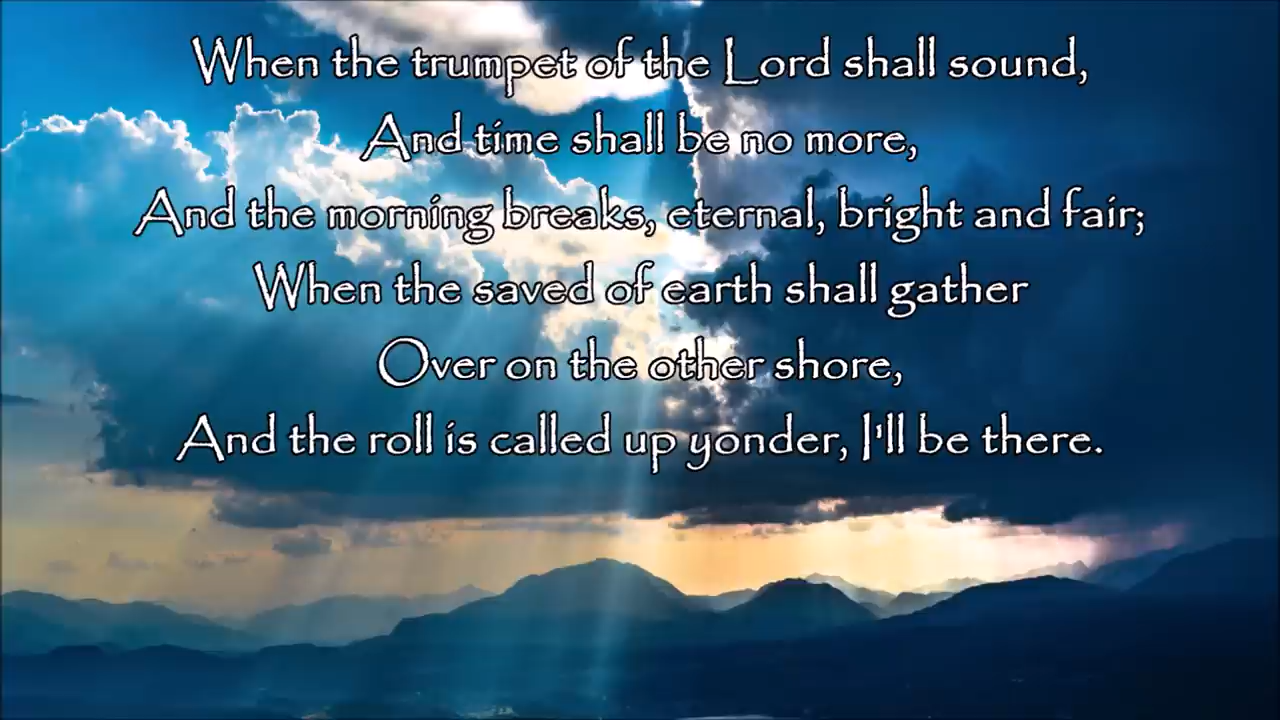 When the trumpet of the Lord shall sound,
And time shall be no more,
And the morning breaks, eternal, bright and fair;
When the saved of earth shall gather
Over on the other shore,
And the roll is called up yonder, I'll be there.